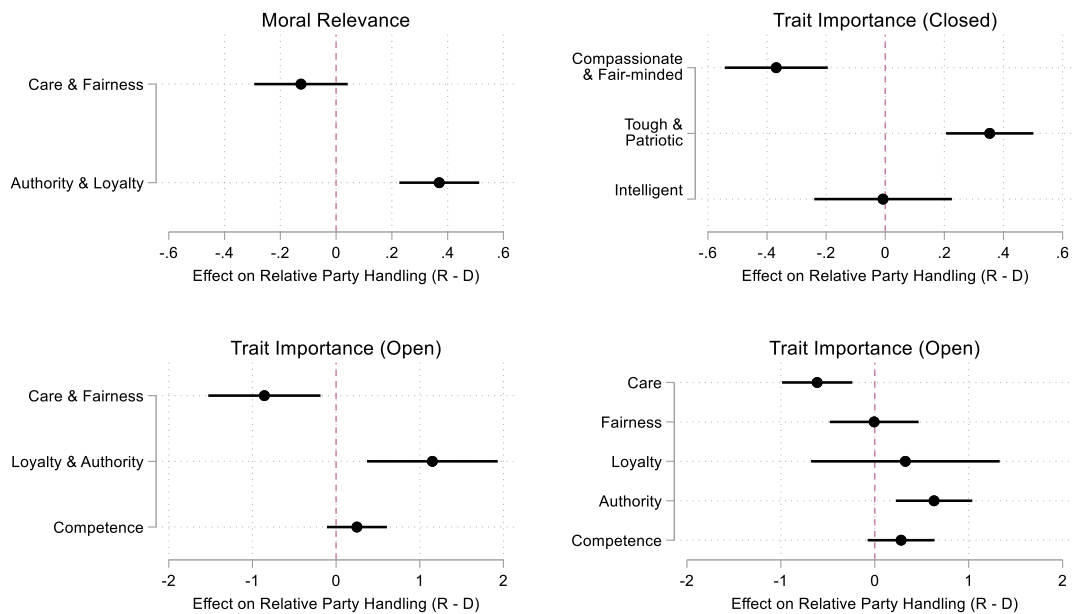 Moral Relevance
Care & Fairness
Authority & Loyalty
-.6 -.4 -.2 0 .2 .4 .6
Effect on Relative Party Handling (R - D)
Trait Importance (Closed)
Compassionate
& Fair-minded
Tough &
Patriotic
Intelligent
-.6 -.4 -.2 0 .2 .4 .6
Effect on Relative Party Handling (R - D)
Trait Importance (Open)
Care & Fairness
Loyalty & Authority
Competence
-2 -1 0 1 2
Effect on Relative Party Handling (R - D)
Trait Importance (Open)
Care
Fairness
Loyalty
Authority
Competence
-2 -1 0 1 2
Effect on Relative Party Handling (R - D)